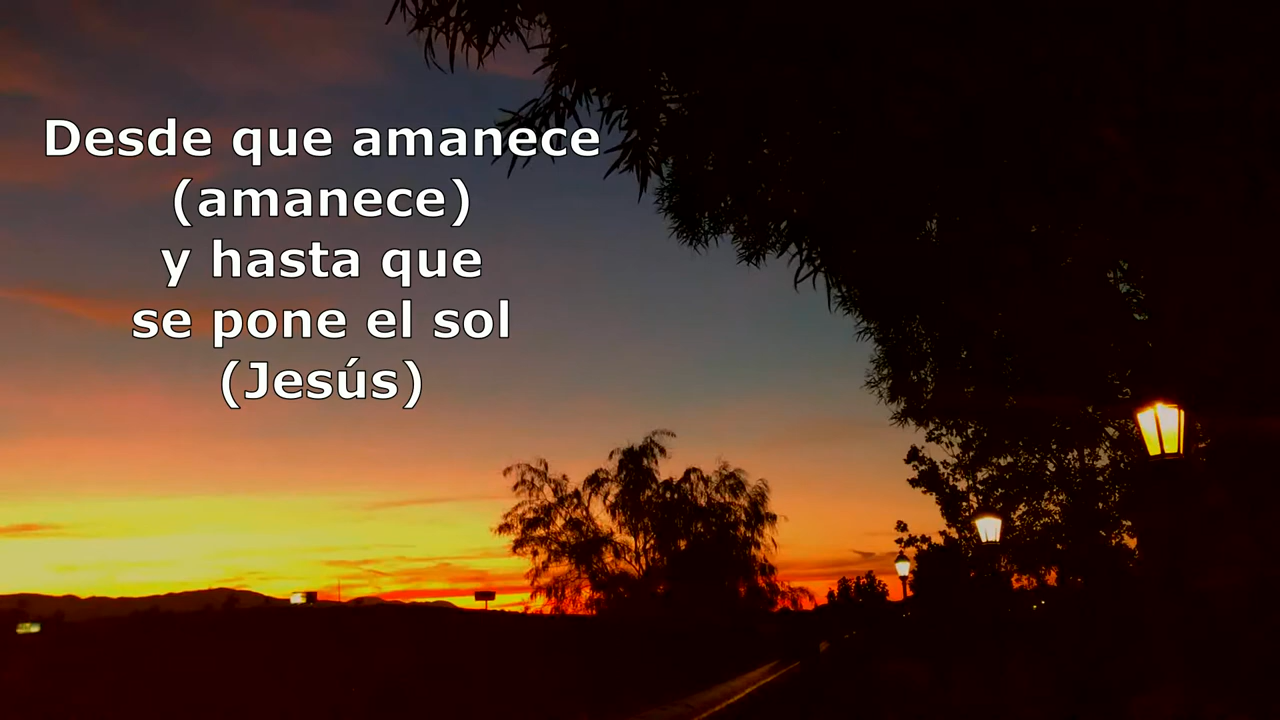 Desde que amanece
(amanece)
y hasta que
se pone el sol
(Jesús)